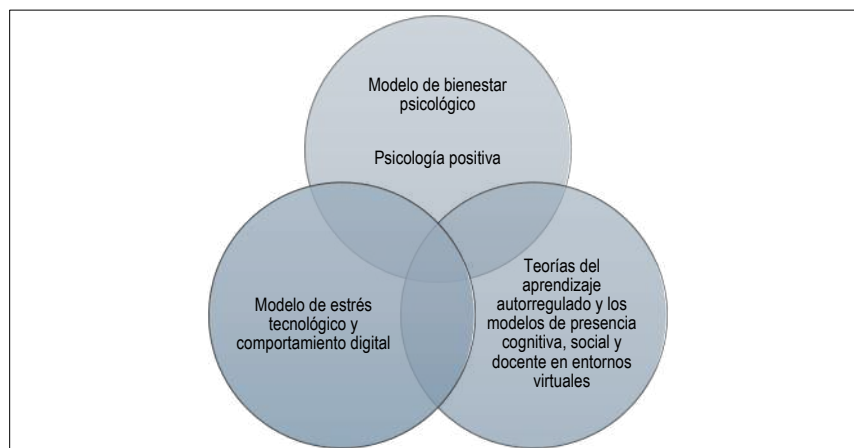 Modelo de bienestar
psicológico
Psicología positiva
Modelo de estrés
tecnológico y
comportamiento digital
Teorías del
aprendizaje
autorregulado y los
modelos de presencia
cognitiva, social y
docente en entornos
virtuales